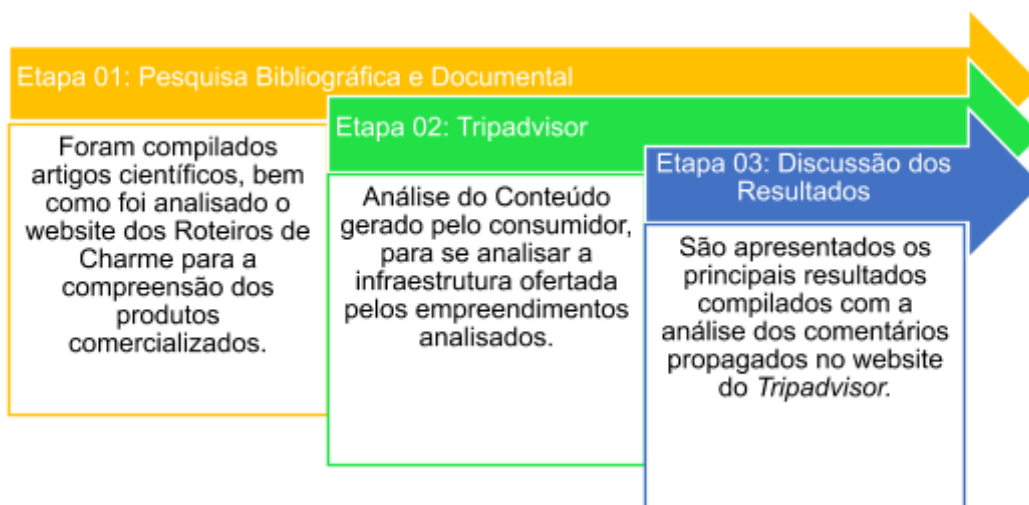 Etapa 01: Pesquisa Bibliográfica e Documental
Foram compilados
artigos científicos, bem
como foi analisado o
website dos Roteiros de
Charme para a
compreensão dos
produtos
comercializados.
Etapa 02: Tripadvisor
Análise do Conteúdo
gerado pelo consumidor,
para se analisar a
infraestrutura ofertada
pelos empreendimentos
analisados.
Etapa 03: Discussão dos
Resultados
São apresentados os
principais resultados
compilados com a
análise dos comentários
propagados no website
do Tripadvisor.